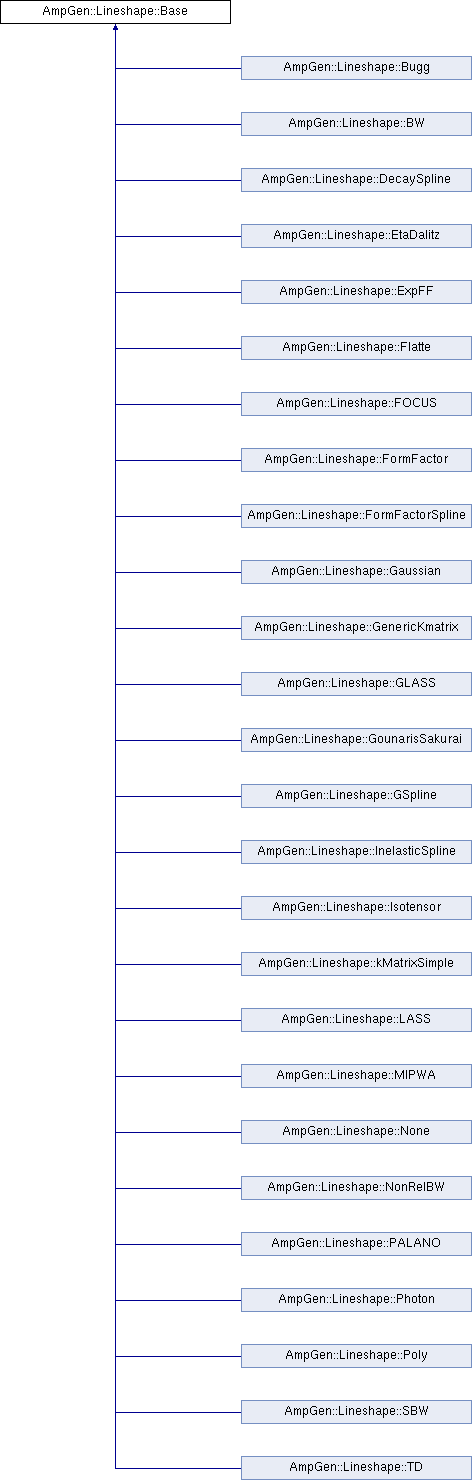 AmpGen::Lineshape::Base
AmpGen::Lineshape::Bugg
AmpGen::Lineshape::BW
AmpGen::Lineshape::DecaySpline
AmpGen::Lineshape::EtaDalitz
AmpGen::Lineshape::ExpFF
AmpGen::Lineshape::Flatte
AmpGen::Lineshape::FOCUS
AmpGen::Lineshape::FormFactor
AmpGen::Lineshape::FormFactorSpline
AmpGen::Lineshape::Gaussian
AmpGen::Lineshape::GenericKmatrix
AmpGen::Lineshape::GLASS
AmpGen::Lineshape::GounarisSakurai
AmpGen::Lineshape::GSpline
AmpGen::Lineshape::InelasticSpline
AmpGen::Lineshape::Isotensor
AmpGen::Lineshape::kMatrixSimple
AmpGen::Lineshape::LASS
AmpGen::Lineshape::MIPWA
AmpGen::Lineshape::None
AmpGen::Lineshape::NonRelBW
AmpGen::Lineshape::PALANO
AmpGen::Lineshape::Photon
AmpGen::Lineshape::Poly
AmpGen::Lineshape::SBW
AmpGen::Lineshape::TD